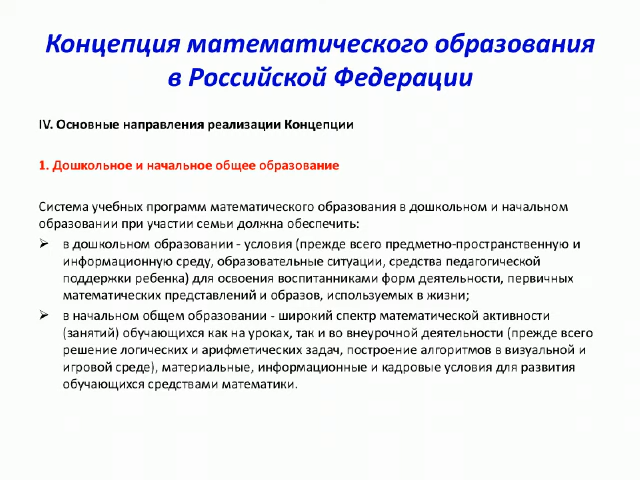 Концепция математического образования
в Российской Федерации
IV. Основные направления реализации Концепции
1. Дошкольное и начальное общее образование
Система учебных программ математического образования в дошкольном и начальном
образовании при участии семьи должна обеспечить:
➢ в дошкольном образовании - условия (прежде всего предметно-пространственную и
информационную среду, образовательные ситуации, средства педагогической
поддержки ребенка) для освоения воспитанниками форм деятельности, первичных
математических представлений и образов, используемых в жизни;
➢ в начальном общем образовании - широкий спектр математической активности
(занятий) обучающихся как на уроках, так и во внеурочной деятельности (прежде всего
решение логических и арифметических задач, построение алгоритмов в визуальной и
игровой среде), материальные, информационные и кадровые условия для развития
обучающихся средствами математики.